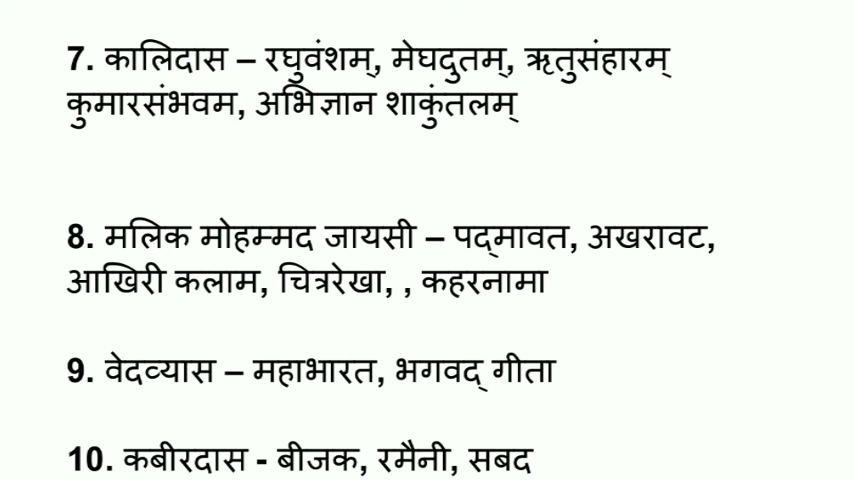 7. कालिदास – रघुवंशम्, मेघदुतम्, ऋतुसंहारम्
कुमारसंभवम, अभिज्ञान शाकुंतलम्
8. मलिक मोहम्मद जायसी – पद्‌मावत, अखरावट,
आखिरी कलाम, चित्ररेखा, , कहरनामा
9. वेदव्यास – महाभारत, भगवद् गीता
10. कबीरदास - बीजक, रमैनी, सबद